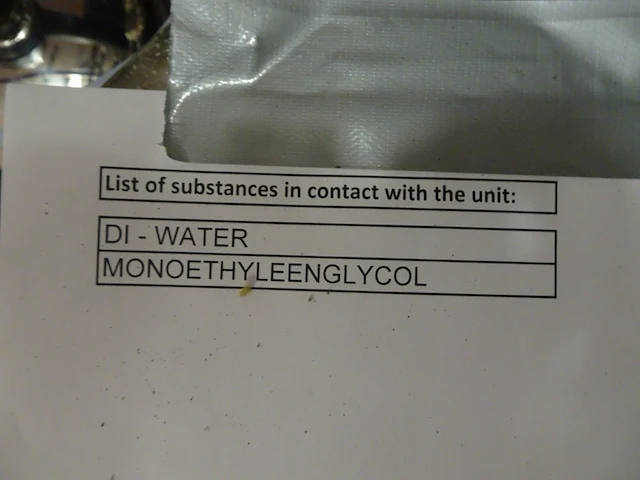 List of substances in contact with the unit:
DI - WATER
MONOETHYLEENGLYCOL